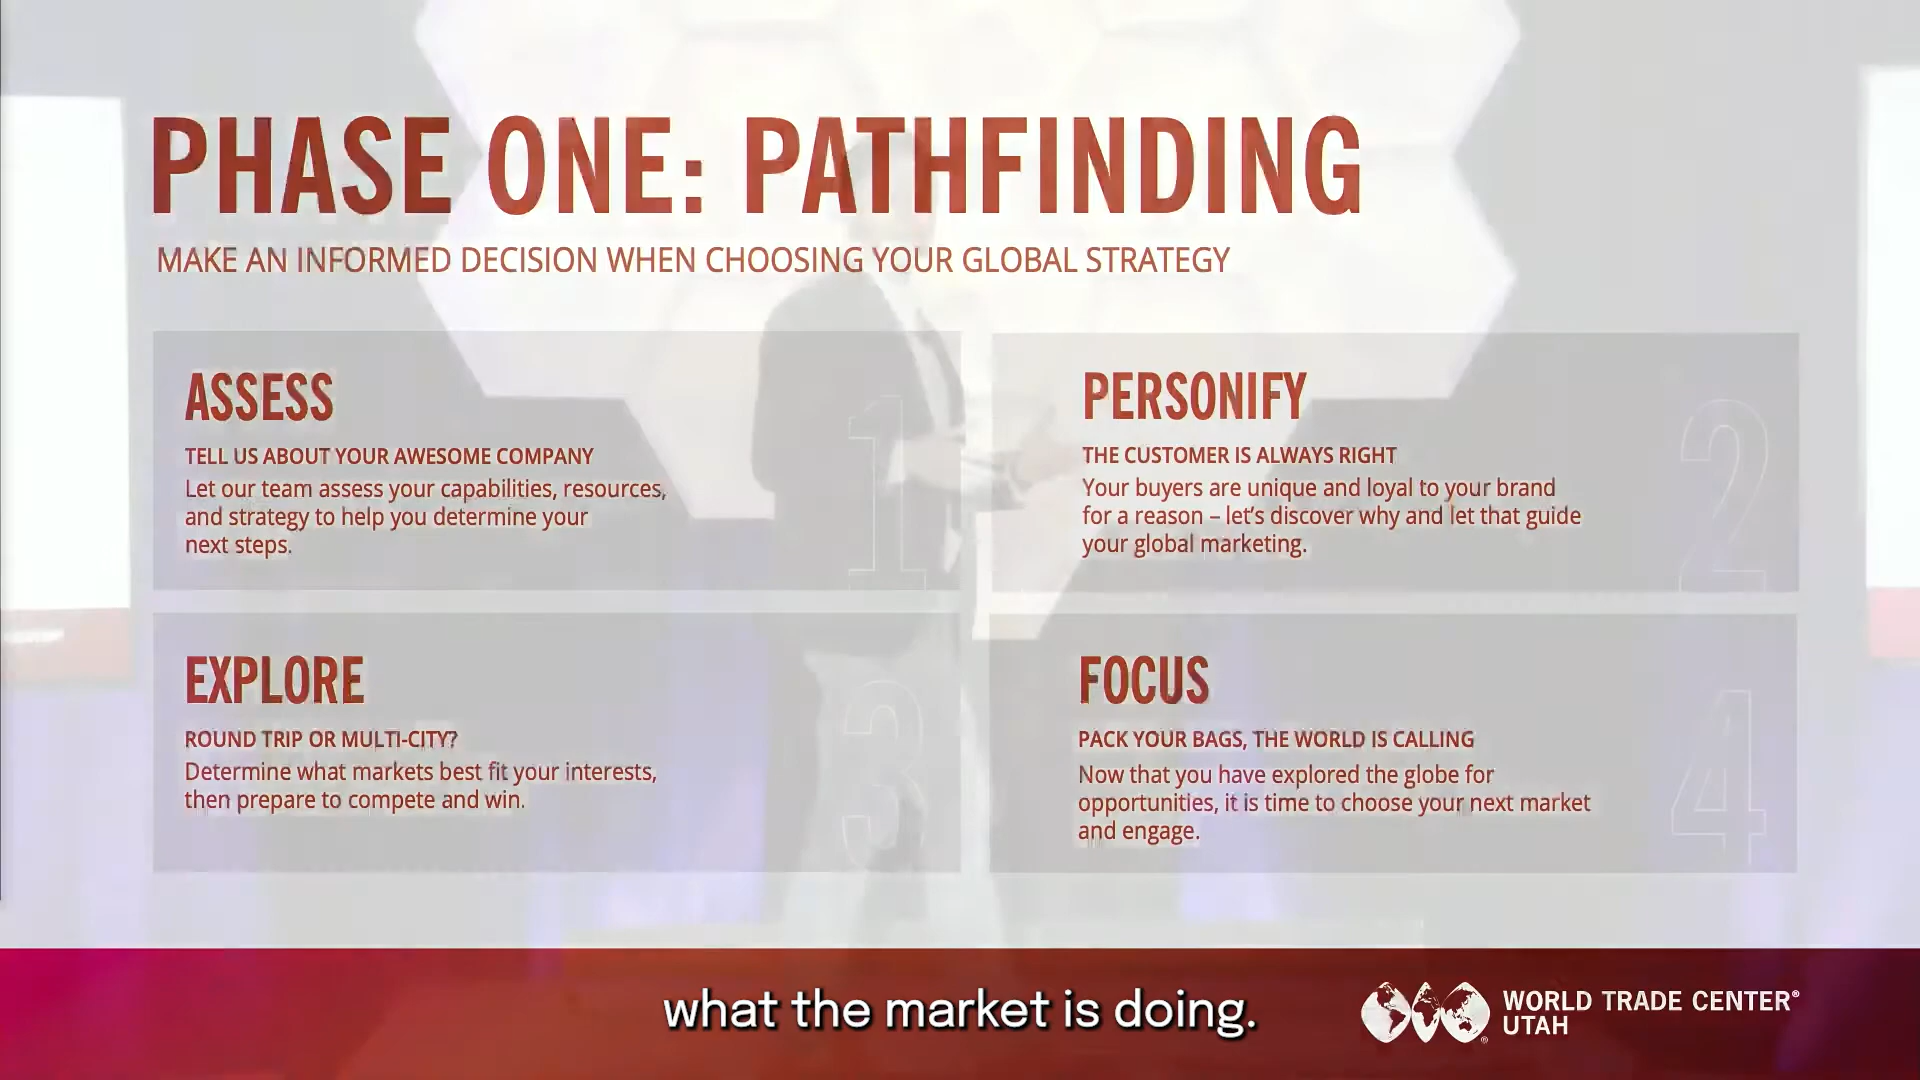 PHASE ONE: PATHFINDING
MAKE AN INFORMED DECISION WHEN CHOOSING YOUR GLOBAL STRATEGY
ASSESS
TELL US ABOUT YOUR AWESOME COMPANY
Let our team assess your capabilities, resources,
and strategy to help you determine your
next steps.
1
PERSONIFY
THE CUSTOMER IS ALWAYS RIGHT
Your buyers are unique and loyal to your brand
for a reason – let’s discover why and let that guide
your global marketing.
2
EXPLORE
ROUND TRIP OR MULTI-CITY?
Determine what markets best fit your interests,
then prepare to compete and win.
3
FOCUS
PACK YOUR BAGS, THE WORLD IS CALLING
Now that you have explored the globe for
opportunities, it is time to choose your next market
and engage.
4
what the market is doing.
WORLD TRADE CENTER®
UTAH